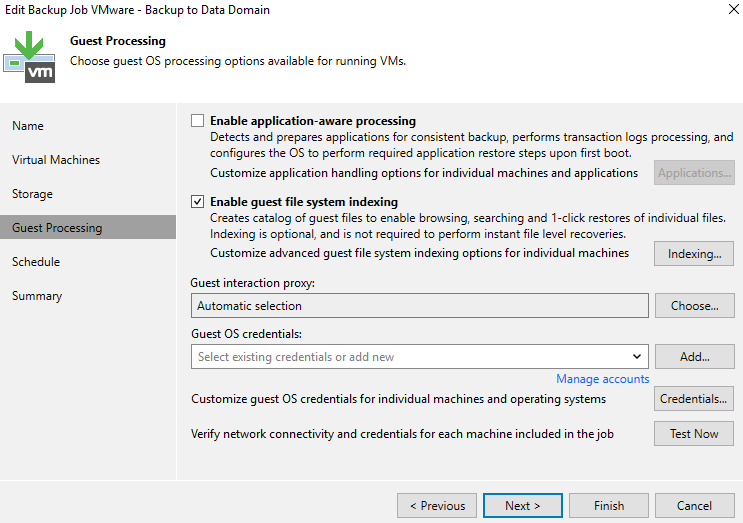 Edit Backup Job VMware - Backup to Data Domain
Guest Processing
Choose guest OS processing options available for running VMs.
vm
Name
Virtual Machines
Storage
Guest Processing
Schedule
Summary
Enable application-aware processing
Detects and prepares applications for consistent backup, performs transaction logs processing, and
configures the OS to perform required application restore steps upon first boot.
Customize application handling options for individual machines and applications
Applications...
Enable guest file system indexing
Creates catalog of guest files to enable browsing, searching and 1-click restores of individual files.
Indexing is optional, and is not required to perform instant file level recoveries.
Customize advanced guest file system indexing options for individual machines
Indexing...
Guest interaction proxy:
Automatic selection
Choose...
Guest OS credentials:
Select existing credentials or add new
Add...
Manage accounts
Customize guest OS credentials for individual machines and operating systems
Credentials...
Verify network connectivity and credentials for each machine included in the job
Test Now
< Previous
Next >
Finish
Cancel